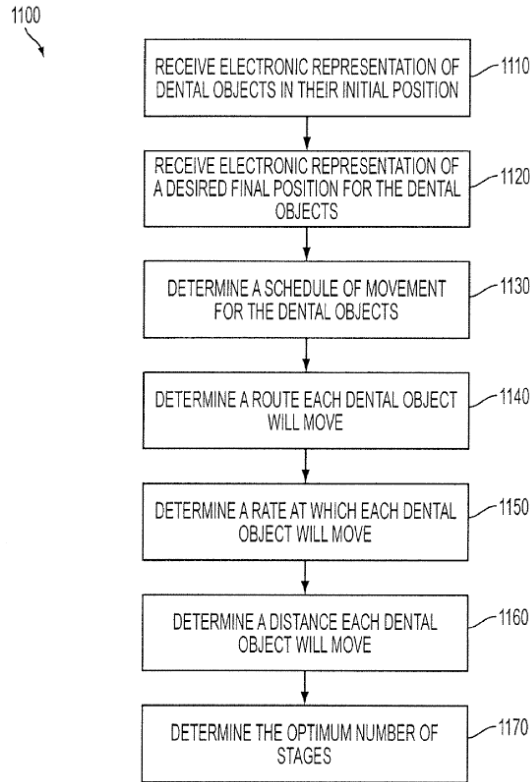 1100
RECEIVE ELECTRONIC REPRESENTATION OF
DENTAL OBJECTS IN THEIR INITIAL POSITION
1110
RECEIVE ELECTRONIC REPRESENTATION OF
A DESIRED FINAL POSITION FOR THE DENTAL
OBJECTS
1120
DETERMINE A SCHEDULE OF MOVEMENT
FOR THE DENTAL OBJECTS
1130
DETERMINE A ROUTE EACH DENTAL OBJECT
WILL MOVE
1140
DETERMINE A RATE AT WHICH EACH DENTAL
OBJECT WILL MOVE
1150
DETERMINE A DISTANCE EACH DENTAL
OBJECT WILL MOVE
1160
DETERMINE THE OPTIMUM NUMBER OF
STAGES
1170